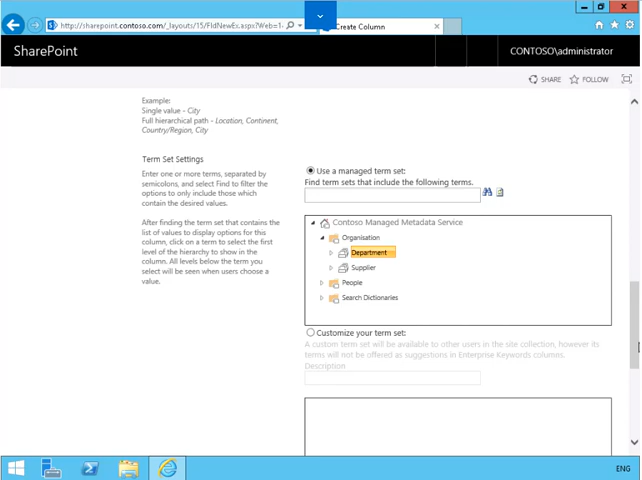 http://sharepoint.contoso.com/_layouts/15/FldNewEx.aspx?Web=1
Create Column
SharePoint
CONTOSO\administrator
SHARE
FOLLOW
Example:
Single value - City
Full hierarchical path - Location, Continent,
Country/Region, City
Term Set Settings
Enter one or more terms, separated by
semicolons, and select Find to filter the
options to only include those which
contain the desired values.
After finding the term set that contains the
list of values to display options for this
column, click on a term to select the first
level of the hierarchy to show in the
column. All levels below the term you
select will be seen when users choose a
value.
Use a managed term set:
Find term sets that include the following terms.
Contoso Managed Metadata Service
Organisation
Department
Supplier
People
Search Dictionaries
Customize your term set:
A custom term set will be available to other users in the site collection, however its
terms will not be offered as suggestions in Enterprise Keywords columns.
Description
ENG